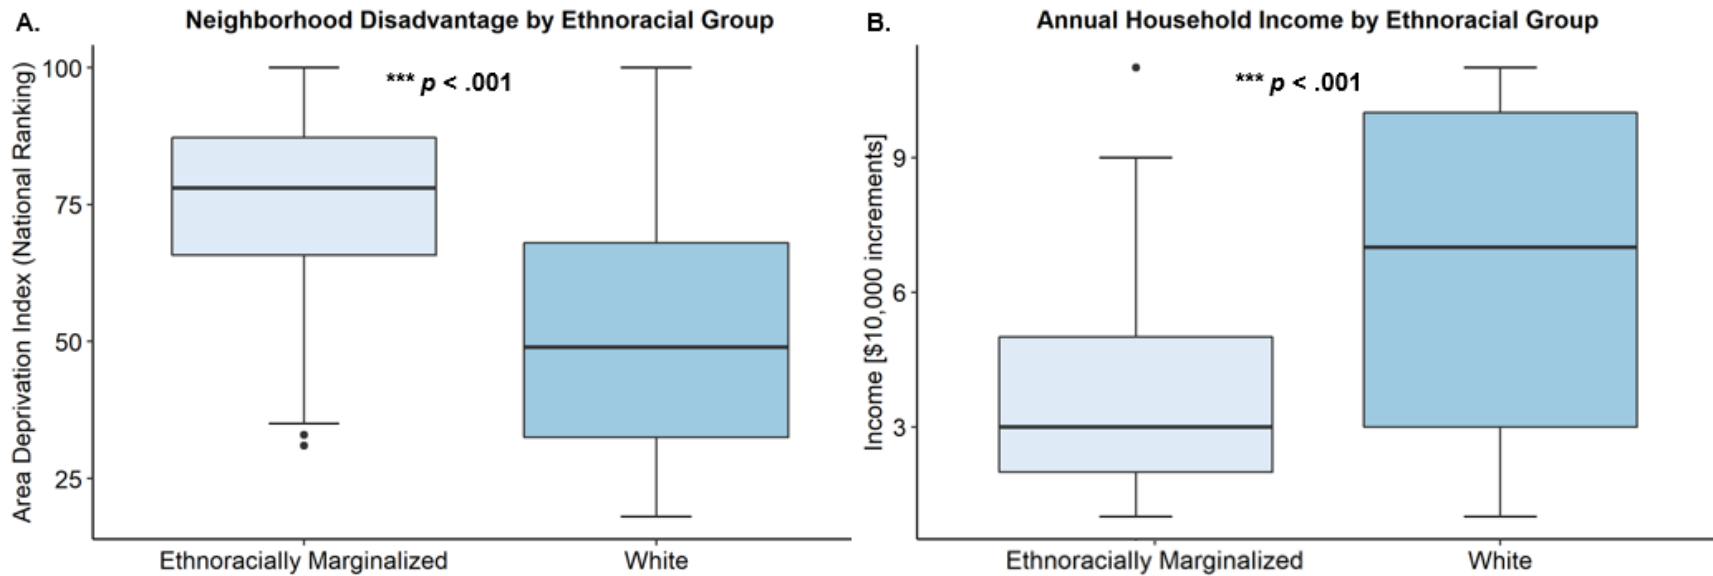 A.
Neighborhood Disadvantage by Ethnoracial Group
Area Deprivation Index (National Ranking)
100
75
50
25
*** p < .001
Ethnoracially Marginalized
White
B.
Annual Household Income by Ethnoracial Group
Income [$10,000 increments]
9
6
3
*** p < .001
Ethnoracially Marginalized
White